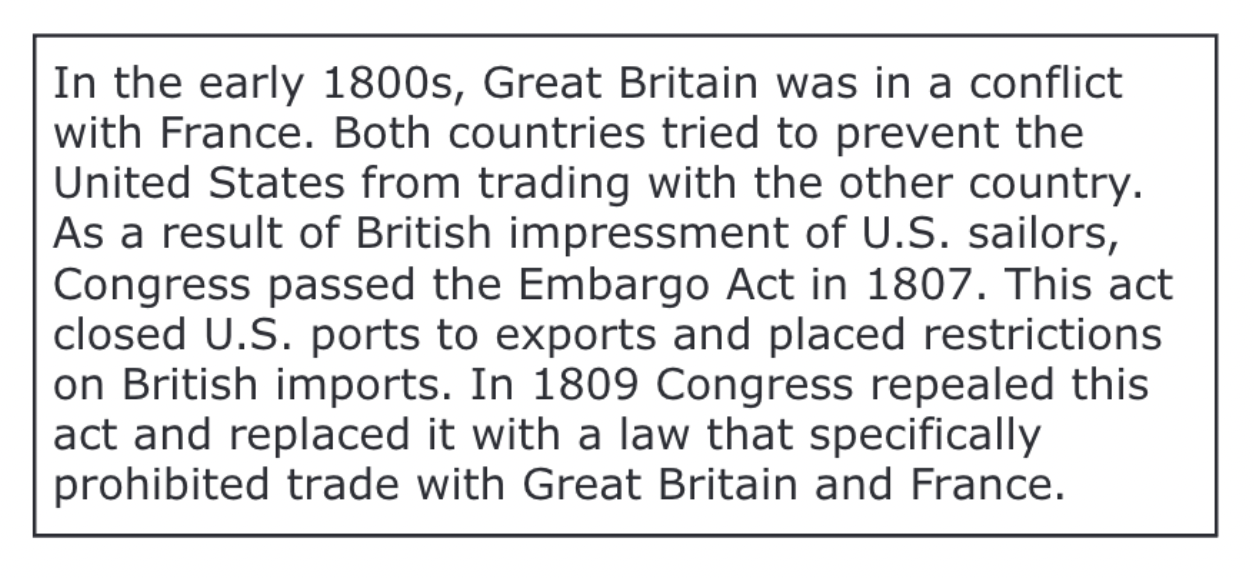 In the early 1800s, Great Britain was in a conflict
with France. Both countries tried to prevent the
United States from trading with the other country.
As a result of British impressment of U.S. sailors,
Congress passed the Embargo Act in 1807. This act
closed U.S. ports to exports and placed restrictions
on British imports. In 1809 Congress repealed this
act and replaced it with a law that specifically
prohibited trade with Great Britain and France.